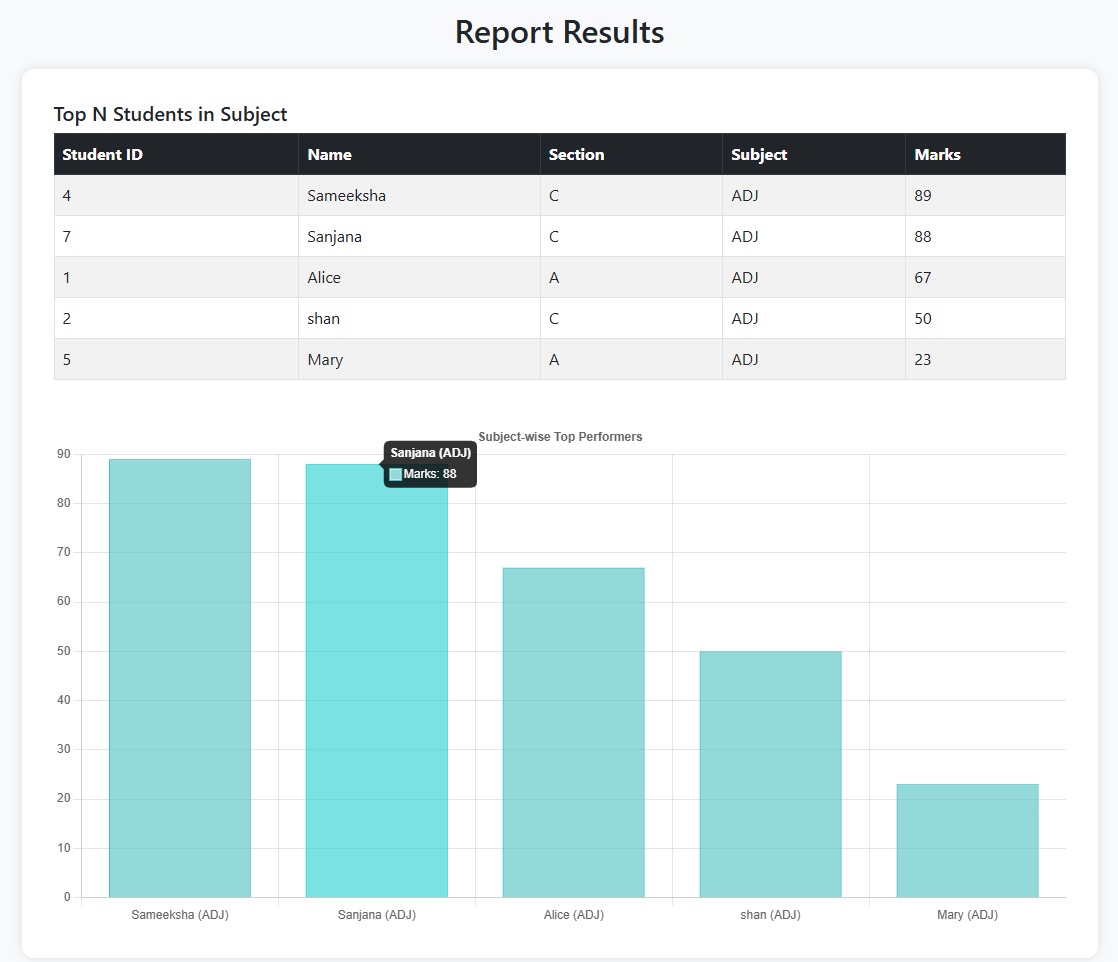 Report Results
Top N Students in Subject
Student ID Name Section Subject Marks
4 Sameeksha C ADJ 89
7 Sanjana C ADJ 88
1 Alice A ADJ 67
2 shan C ADJ 50
5 Mary A ADJ 23
Subject-wise Top Performers
Sanjana (ADJ)
Marks: 88
90
80
70
60
50
40
30
20
10
0
Sameeksha (ADJ) Sanjana (ADJ) Alice (ADJ) shan (ADJ) Mary (ADJ)